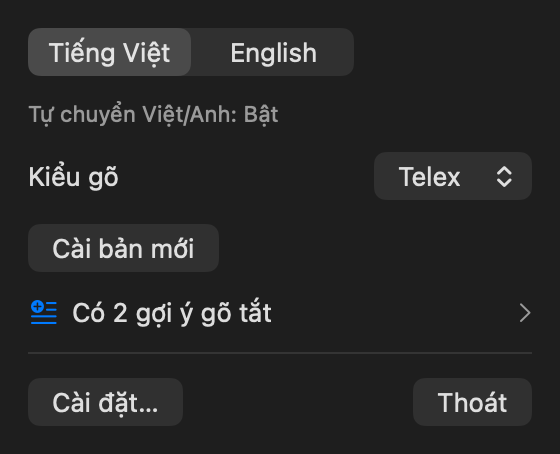 Tiếng Việt English
Tự chuyển Việt/Anh: Bật
Kiểu gõ Telex
Cài bản mới
Có 2 gợi ý gõ tắt
Cài đặt... Thoát